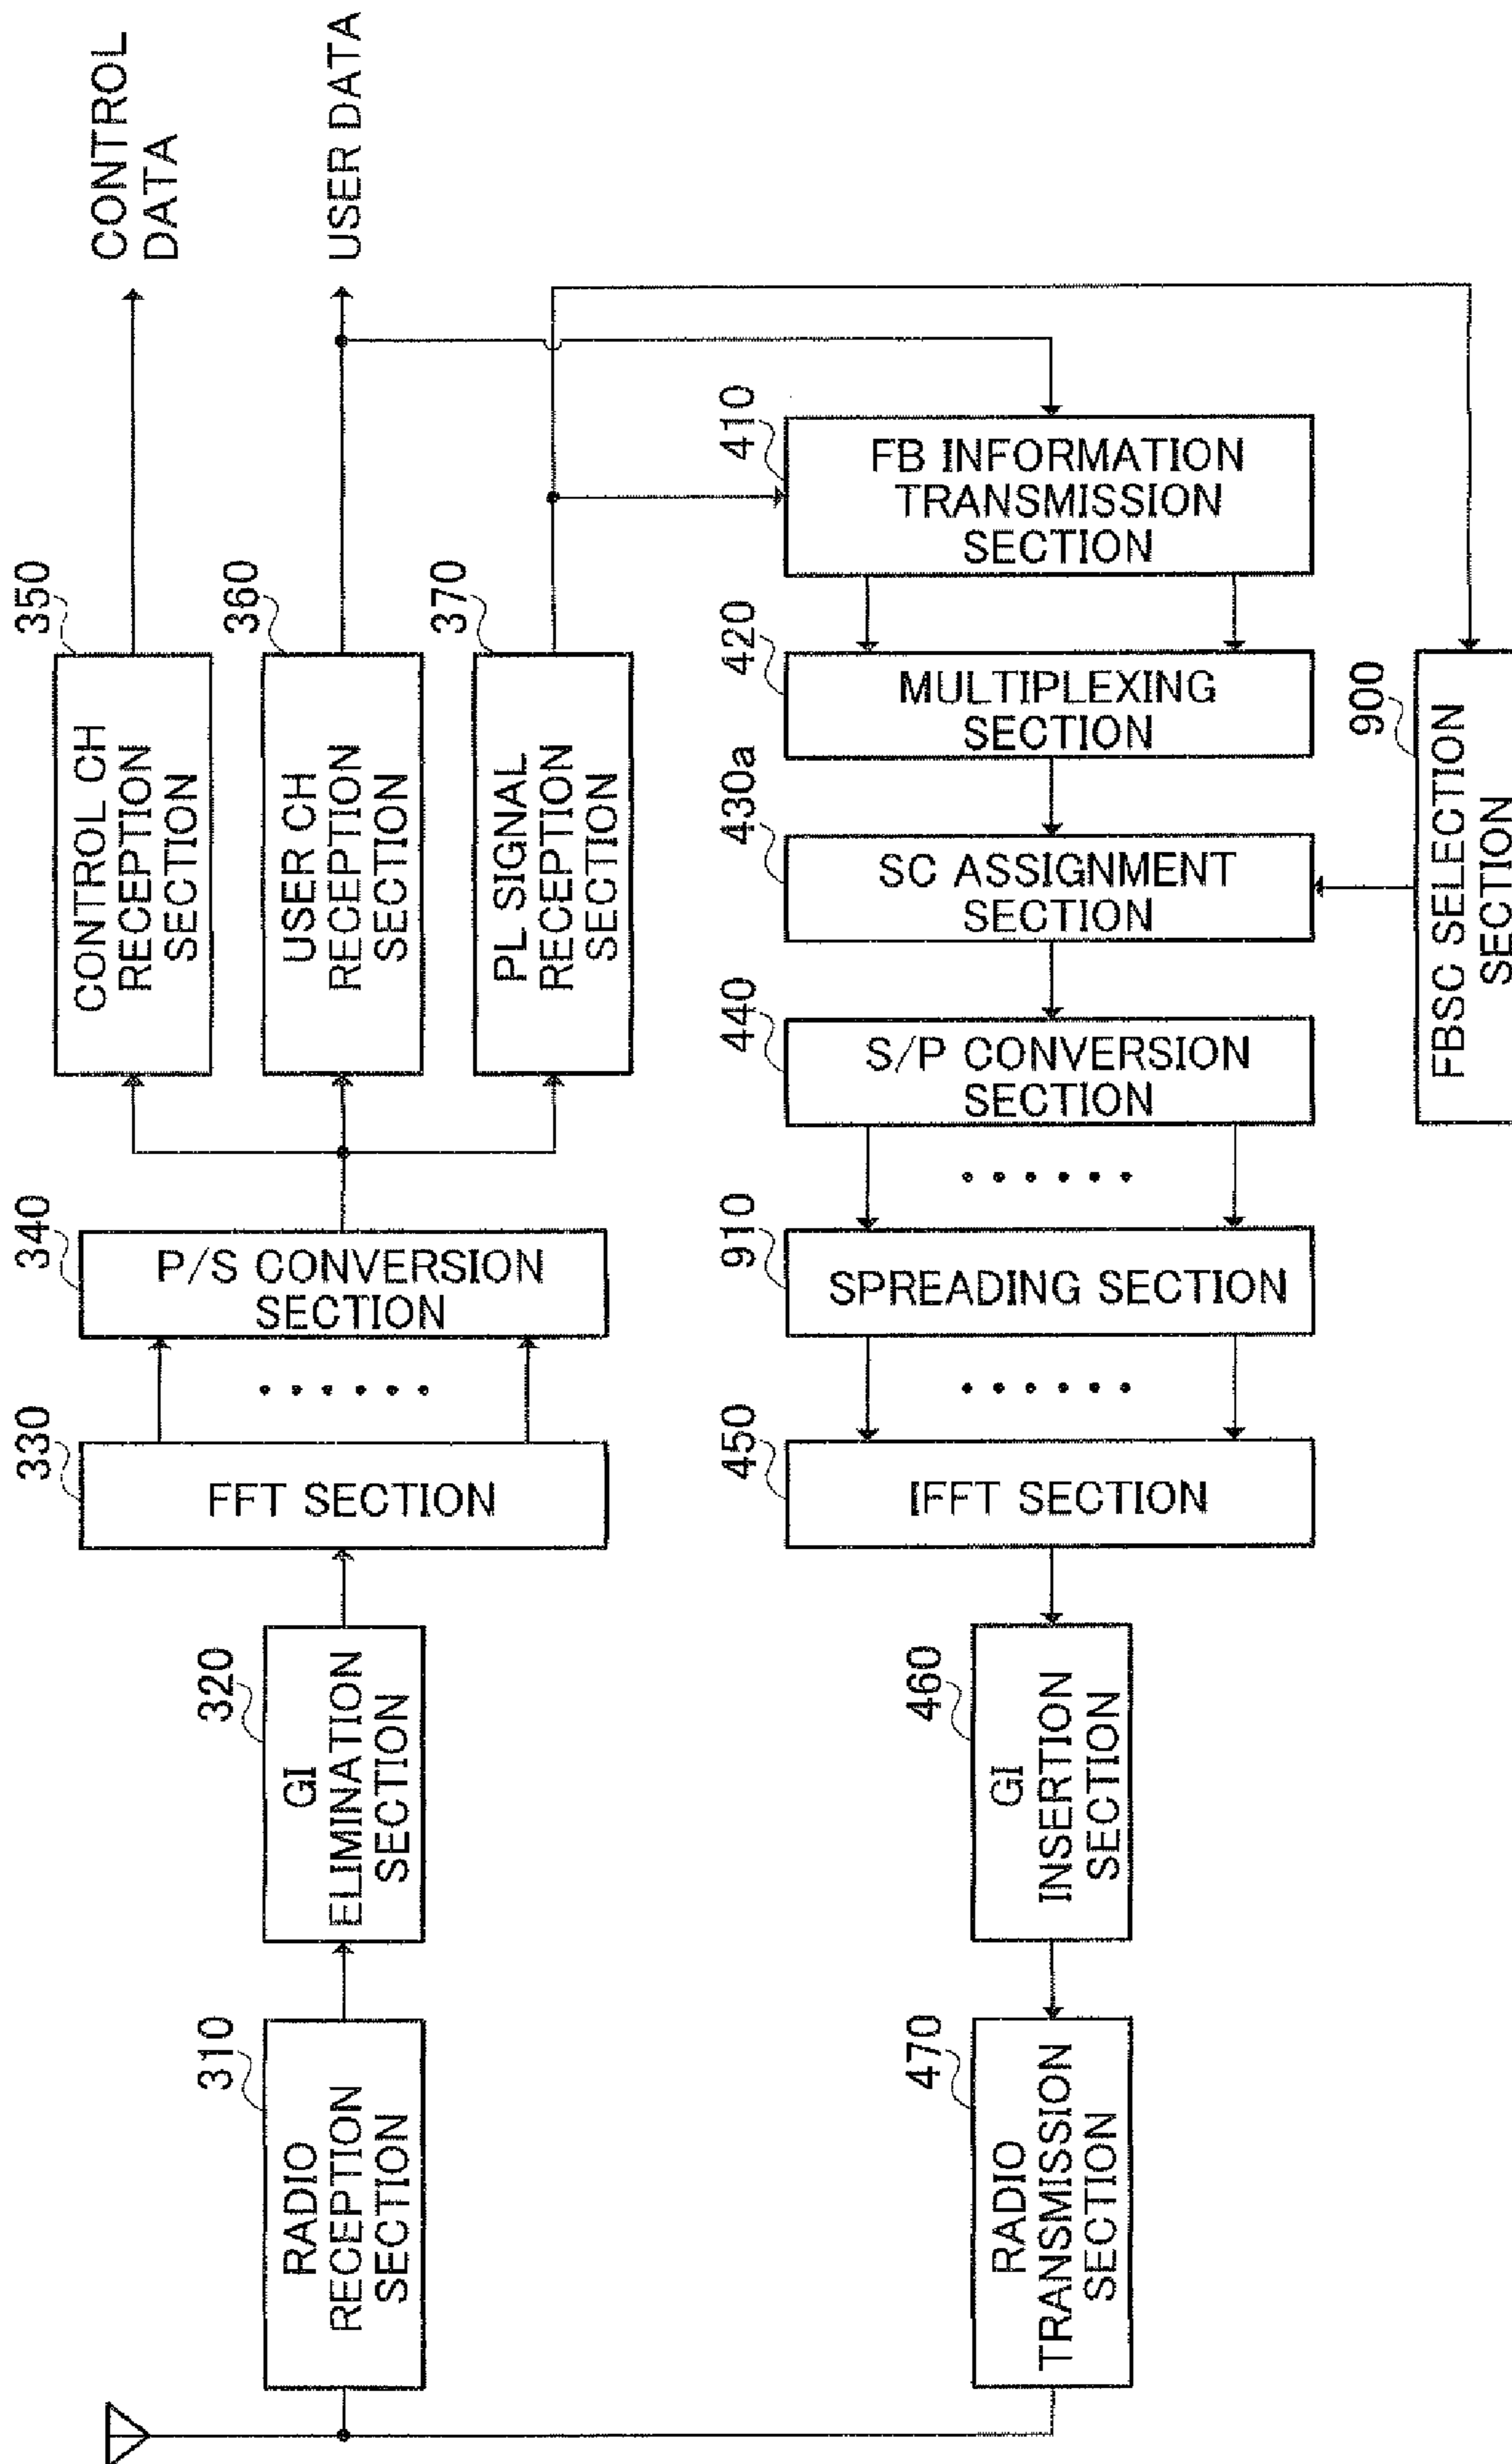 310
RADIO
RECEPTION
SECTION
320
GI
ELIMINATION
SECTION
330
FFT SECTION
340
P/S CONVERSION
SECTION
350
CONTROL CH
RECEPTION
SECTION
360
USER CH
RECEPTION
SECTION
370
PL SIGNAL
RECEPTION
SECTION
CONTROL
DATA
USER DATA
470
RADIO
TRANSMISSION
SECTION
460
GI
INSERTION
SECTION
450
IFFT SECTION
910
SPREADING SECTION
440
S/P CONVERSION
SECTION
430a
SC ASSIGNMENT
SECTION
420
MULTIPLEXING
SECTION
410
FB INFORMATION
TRANSMISSION
SECTION
900
FBSC SELECTION
SECTION